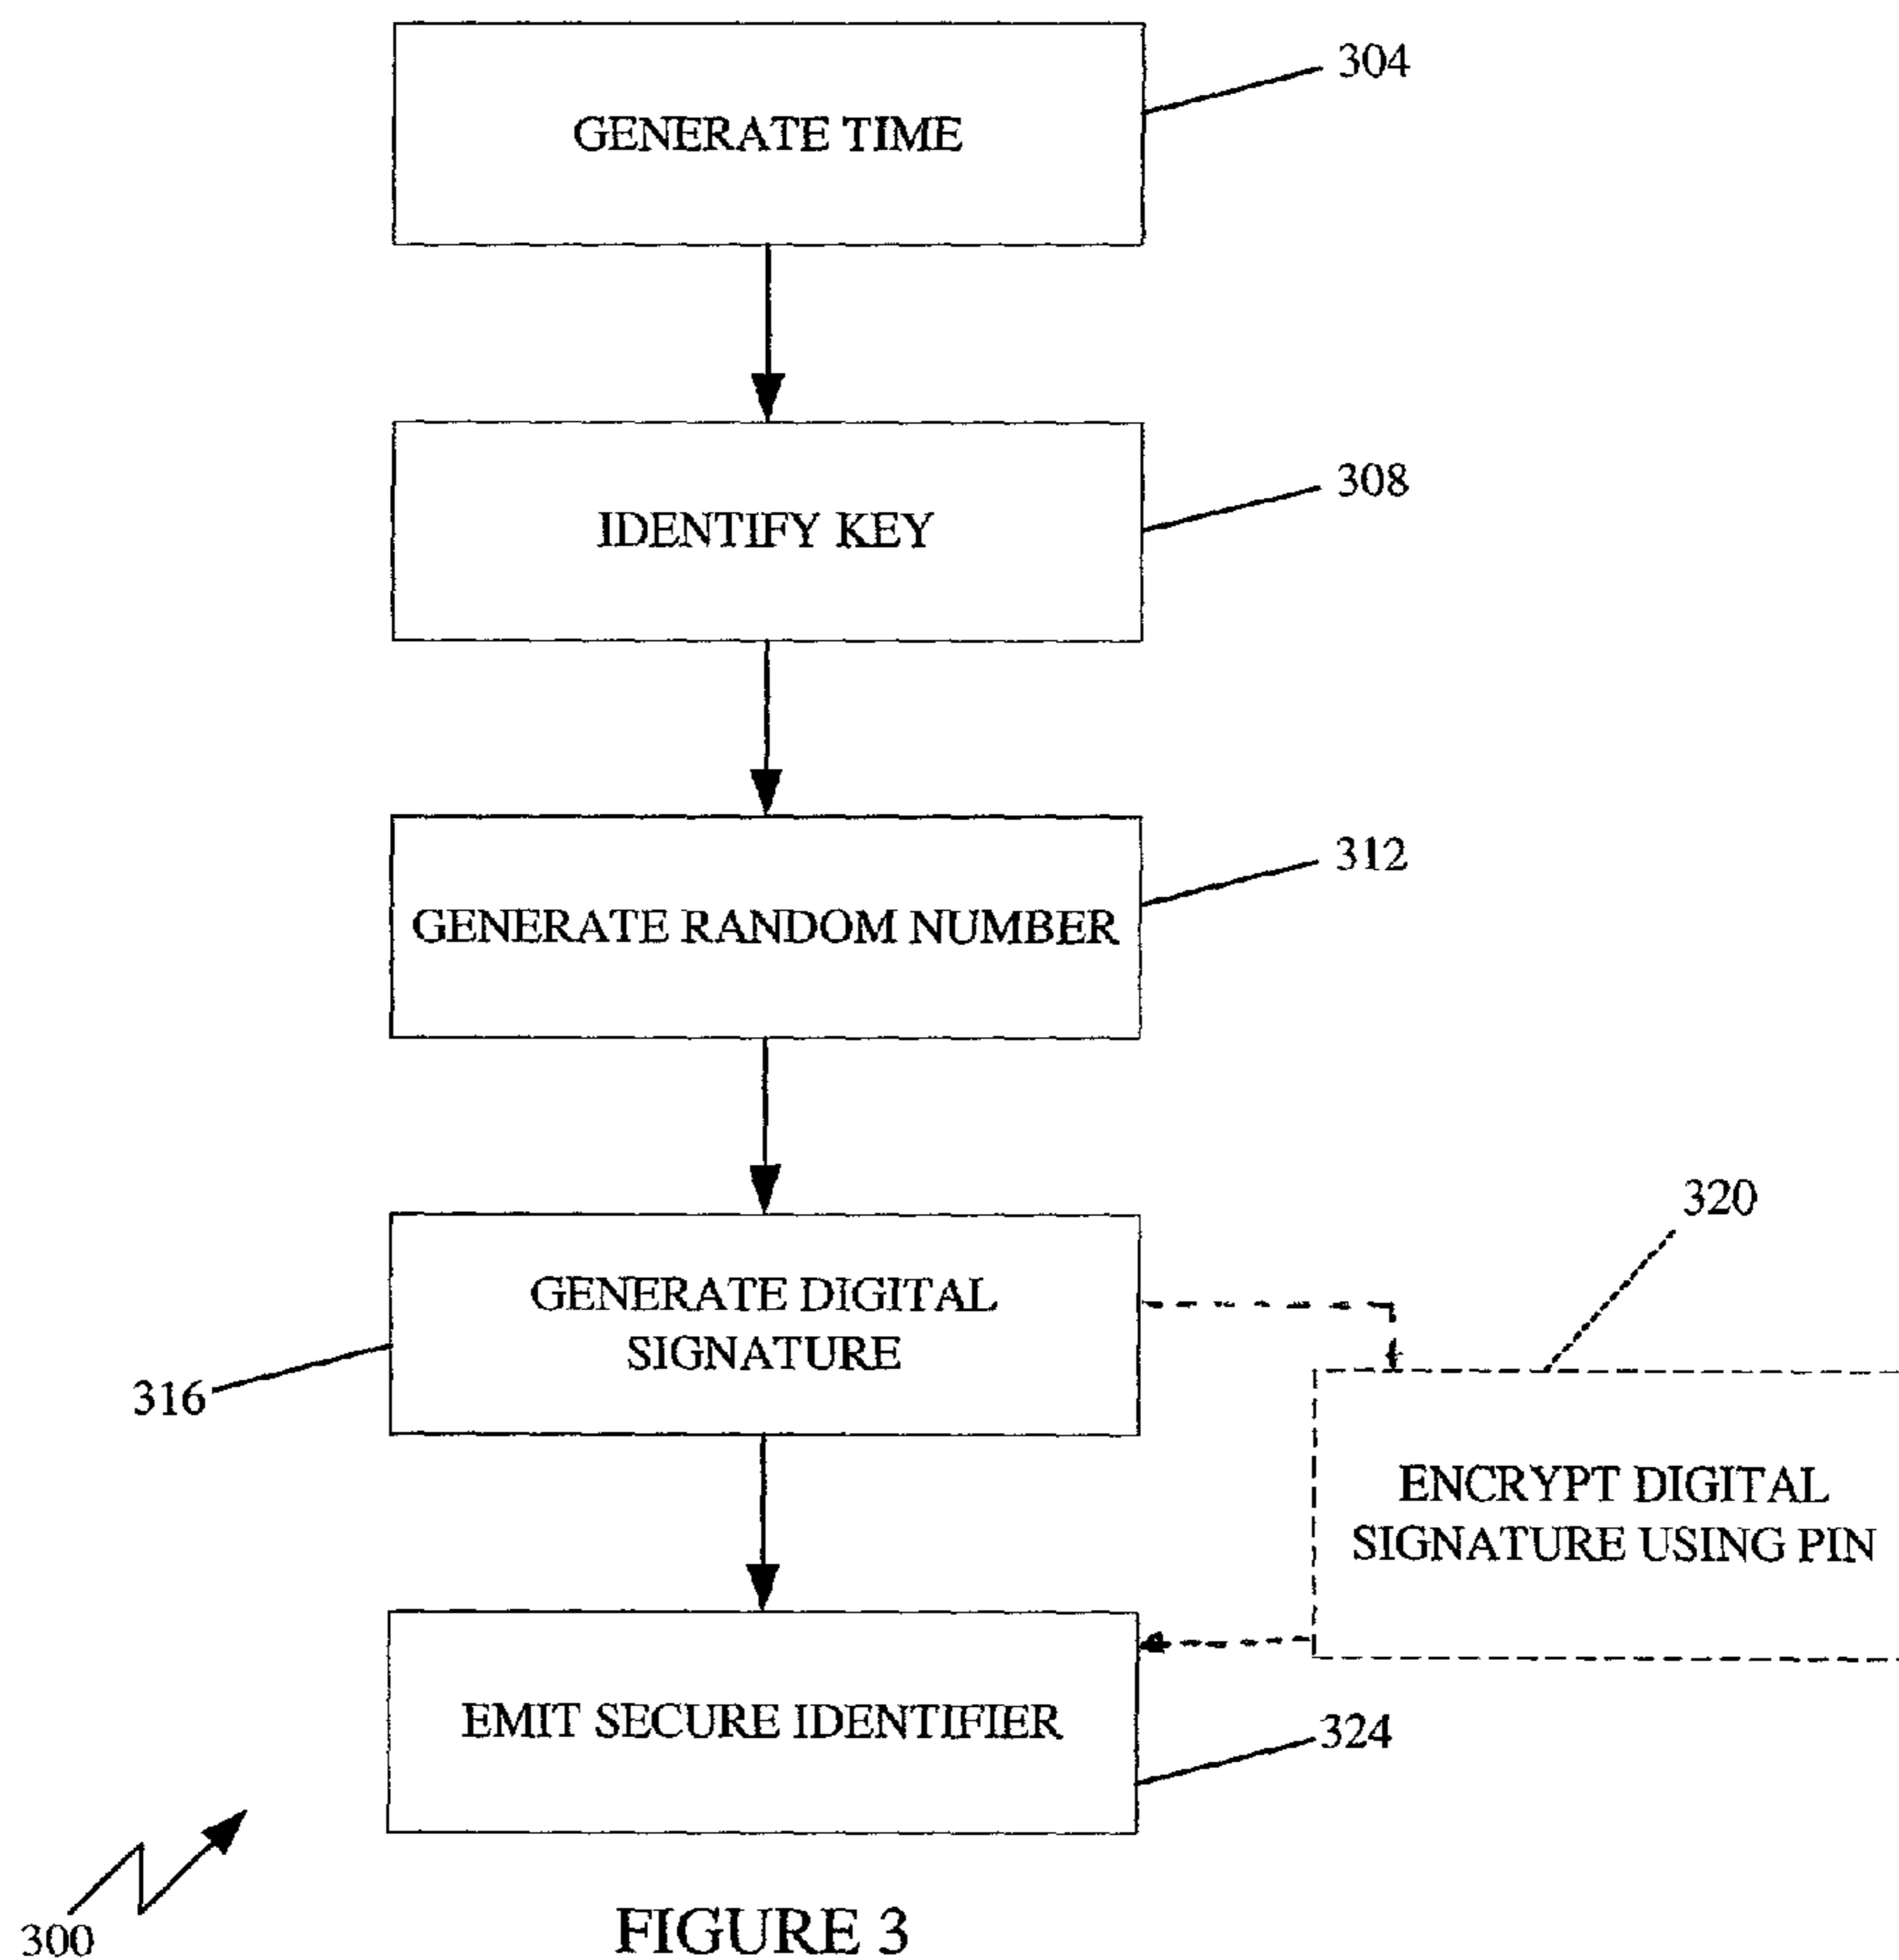 304
GENERATE TIME
308
IDENTIFY KEY
312
GENERATE RANDOM NUMBER
320
GENERATE DIGITAL
SIGNATURE
316
ENCRYPT DIGITAL
SIGNATURE USING PIN
EMIT SECURE IDENTIFIER
324
300
FIGURE 3